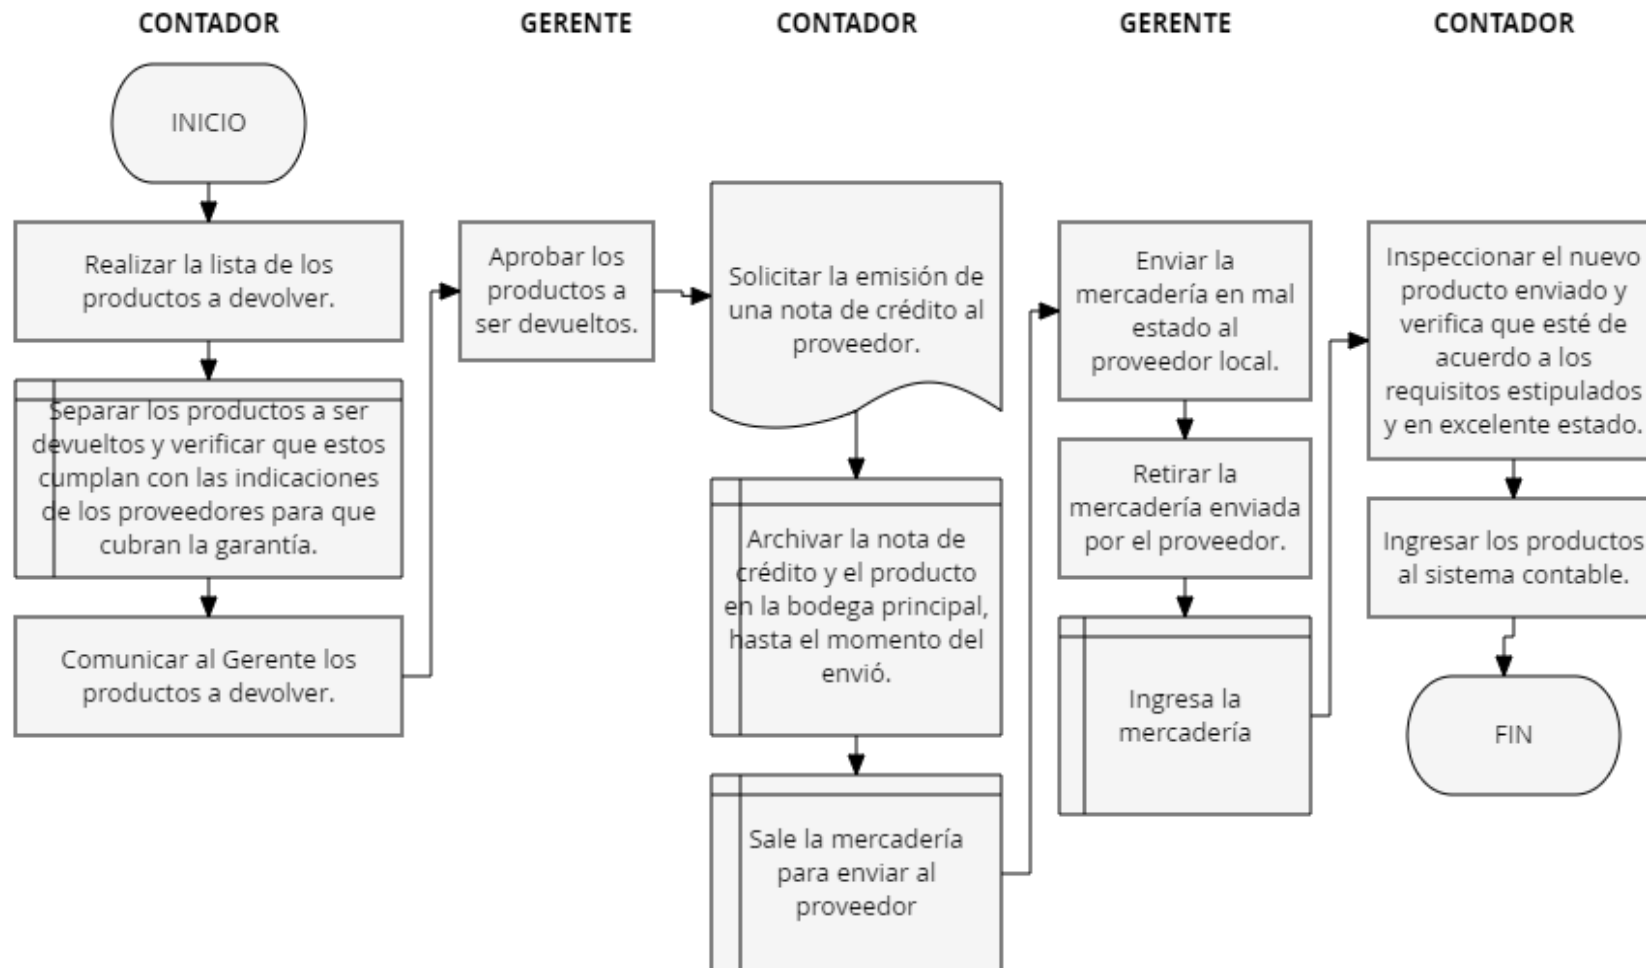 CONTADOR
GERENTE
CONTADOR
GERENTE
CONTADOR
INICIO
Realizar la lista de los
productos a devolver.
Separar los productos a ser
devueltos y verificar que estos
cumplan con las indicaciones
de los proveedores para que
cubran la garantía.
Comunicar al Gerente los
productos a devolver.
Aprobar los
productos a
ser devueltos.
Solicitar la emisión de
una nota de crédito al
proveedor.
Archivar la nota de
crédito y el producto
en la bodega principal,
hasta el momento del
envió.
Sale la mercadería
para enviar al
proveedor
Enviar la
mercadería en mal
estado al
proveedor local.
Retirar la
mercadería enviada
por el proveedor.
Ingresa la
mercadería
Inspeccionar el nuevo
producto enviado y
verifica que esté de
acuerdo a los
requisitos estipulados
y en excelente estado.
Ingresar los productos
al sistema contable.
FIN